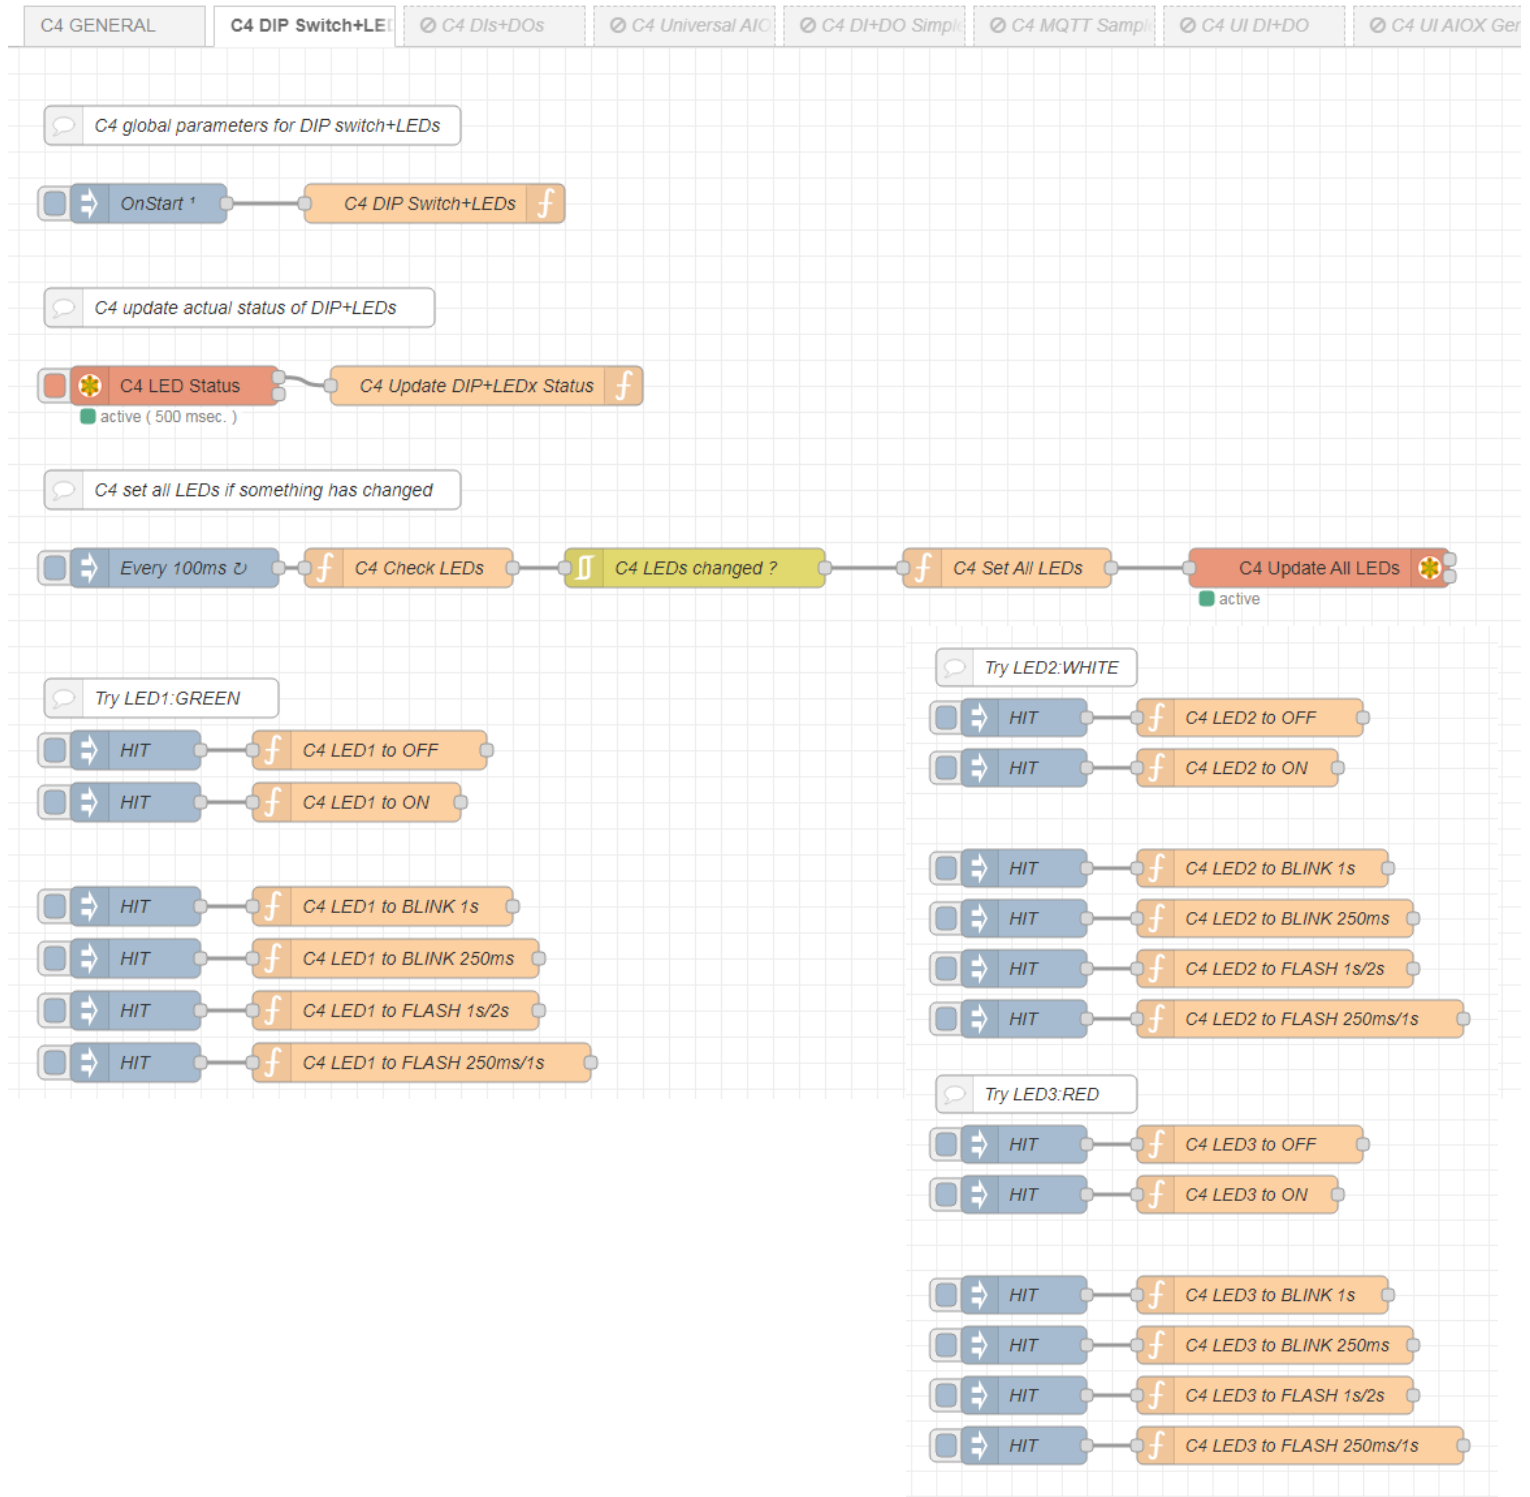 C4 GENERAL
C4 DIP Switch+LE
C4 DIs+DOs
C4 Universal AIO
C4 DI+DO Simple
C4 MQTT Sample
C4 UI DI+DO
C4 UI AIOX Ger
C4 global parameters for DIP switch+LEDs
OnStart ¹
C4 DIP Switch+LEDs
C4 update actual status of DIP+LEDs
C4 LED Status
C4 Update DIP+LEDx Status
active ( 500 msec. )
C4 set all LEDs if something has changed
Every 100ms ↻
C4 Check LEDs
C4 LEDs changed ?
C4 Set All LEDs
C4 Update All LEDs
active
Try LED1:GREEN
HIT
C4 LED1 to OFF
HIT
C4 LED1 to ON
HIT
C4 LED1 to BLINK 1s
HIT
C4 LED1 to BLINK 250ms
HIT
C4 LED1 to FLASH 1s/2s
HIT
C4 LED1 to FLASH 250ms/1s
Try LED2:WHITE
HIT
C4 LED2 to OFF
HIT
C4 LED2 to ON
HIT
C4 LED2 to BLINK 1s
HIT
C4 LED2 to BLINK 250ms
HIT
C4 LED2 to FLASH 1s/2s
HIT
C4 LED2 to FLASH 250ms/1s
Try LED3:RED
HIT
C4 LED3 to OFF
HIT
C4 LED3 to ON
HIT
C4 LED3 to BLINK 1s
HIT
C4 LED3 to BLINK 250ms
HIT
C4 LED3 to FLASH 1s/2s
HIT
C4 LED3 to FLASH 250ms/1s